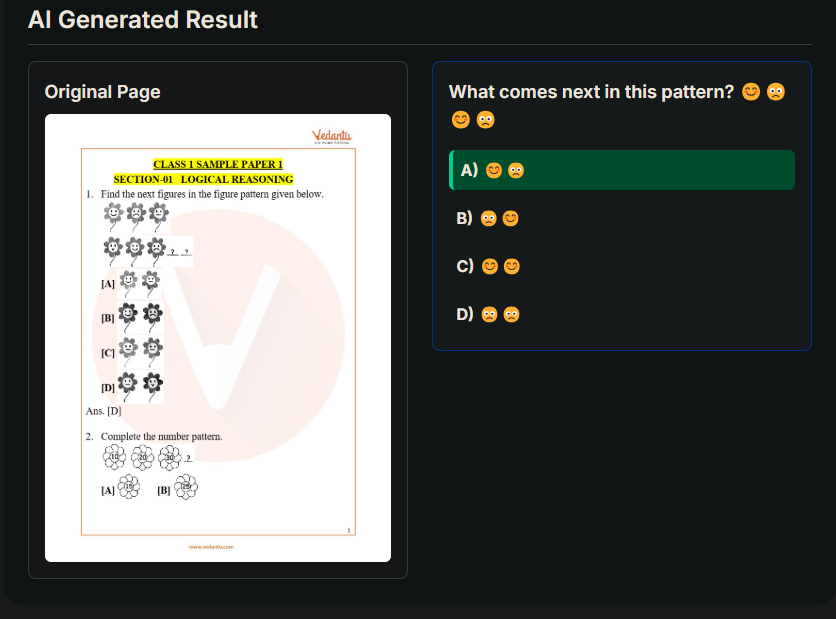 AI Generated Result
Original Page
Vedantu
CLASS 1 SAMPLE PAPER 1
SECTION-01 LOGICAL REASONING
1. Find the next figures in the figure pattern given below.
? ?
[A]
[B]
[C]
[D]
Ans. [D]
2. Complete the number pattern.
10 20 30 ?
[A] 15 [B]
1
www.vedantu.com
What comes next in this pattern? 😊 😳
😊 😳
A) 😊 😳
B) 😳 😊
C) 😊 😊
D) 😳 😳